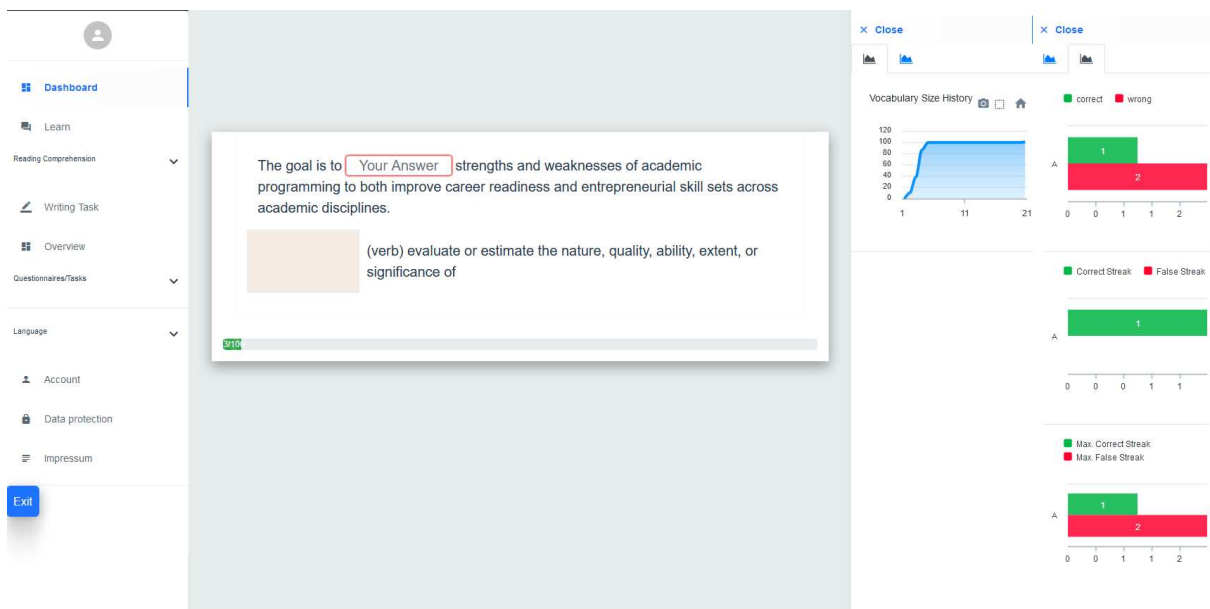 Dashboard
Learn
Reading Comprehension
Writing Task
Overview
Questionnaires/Tasks
Language
Account
Data protection
Impressum
Exit
The goal is to Your Answer strengths and weaknesses of academic
programming to both improve career readiness and entrepreneurial skill sets across
academic disciplines.
(verb) evaluate or estimate the nature, quality, ability, extent, or
significance of
× Close
Vocabulary Size History
120
100
80
60
40
20
0
1 11 21
× Close
correct wrong
A
1
2
0 0 1 1 2
Correct Streak False Streak
A
1
0 0 0 1 1
Max. Correct Streak
Max. False Streak
A
1
2
0 0 1 1 2